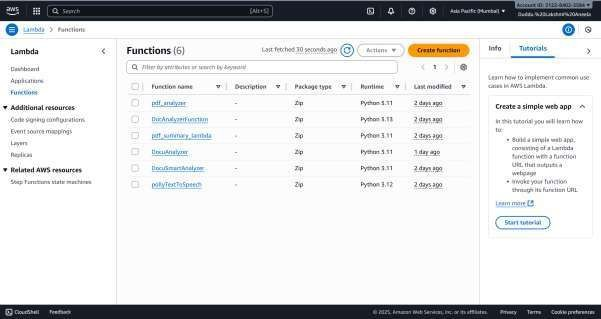 aws
Search
[Alt+S]
Asia Pacific (Mumbai)
Lambda > Functions
Lambda
Dashboard
Applications
Functions
Additional resources
Code signing configurations
Event source mappings
Layers
Replicas
Related AWS resources
Step Functions state machines
Functions (6)
Last fetched 30 seconds ago
Actions
Create function
Filter by attributes or search by keyword
1
Function name Description Package type Runtime Last modified
pdf_analyzer - Zip Python 3.11 2 days ago
DocAnalyzerFunction - Zip Python 3.13 2 days ago
pdf_summary_lambda - Zip Python 3.11 2 days ago
DocuAnalyzer - Zip Python 3.11 1 day ago
DocuSmartAnalyzer - Zip Python 3.11 2 days ago
pollyTextToSpeech - Zip Python 3.12 2 days ago
Info Tutorials
Learn how to implement common use
cases in AWS Lambda.
Create a simple web app
In this tutorial you will learn how
to:
• Build a simple web app,
consisting of a Lambda
function with a function
URL that outputs a
webpage
• Invoke your function
through its function URL
Learn more
Start tutorial
CloudShell Feedback
© 2025, Amazon Web Services, Inc. or its affiliates. Privacy Terms Cookie preferences